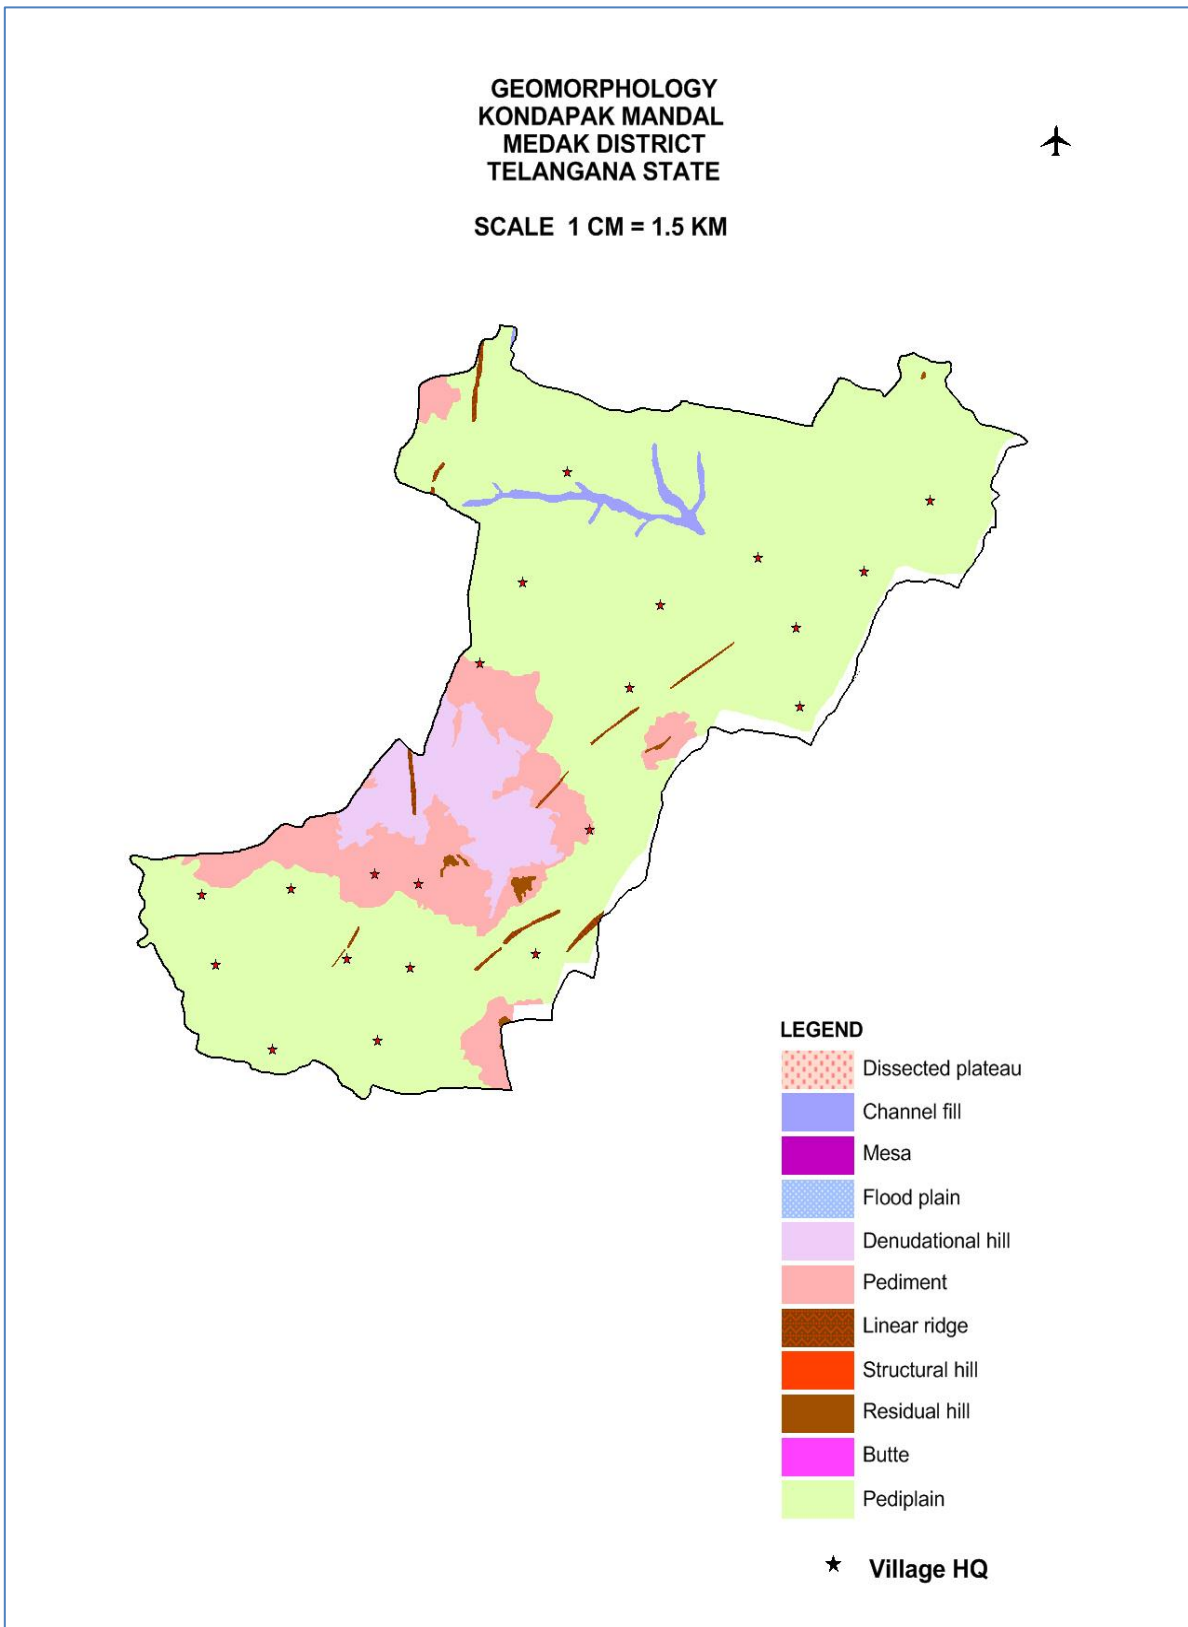 GEOMORPHOLOGY
KONDAPAK MANDAL
MEDAK DISTRICT
TELANGANA STATE
SCALE 1 CM = 1.5 KM
LEGEND
Dissected plateau
Channel fill
Mesa
Flood plain
Denudational hill
Pediment
Linear ridge
Structural hill
Residual hill
Butte
Pediplain
Village HQ